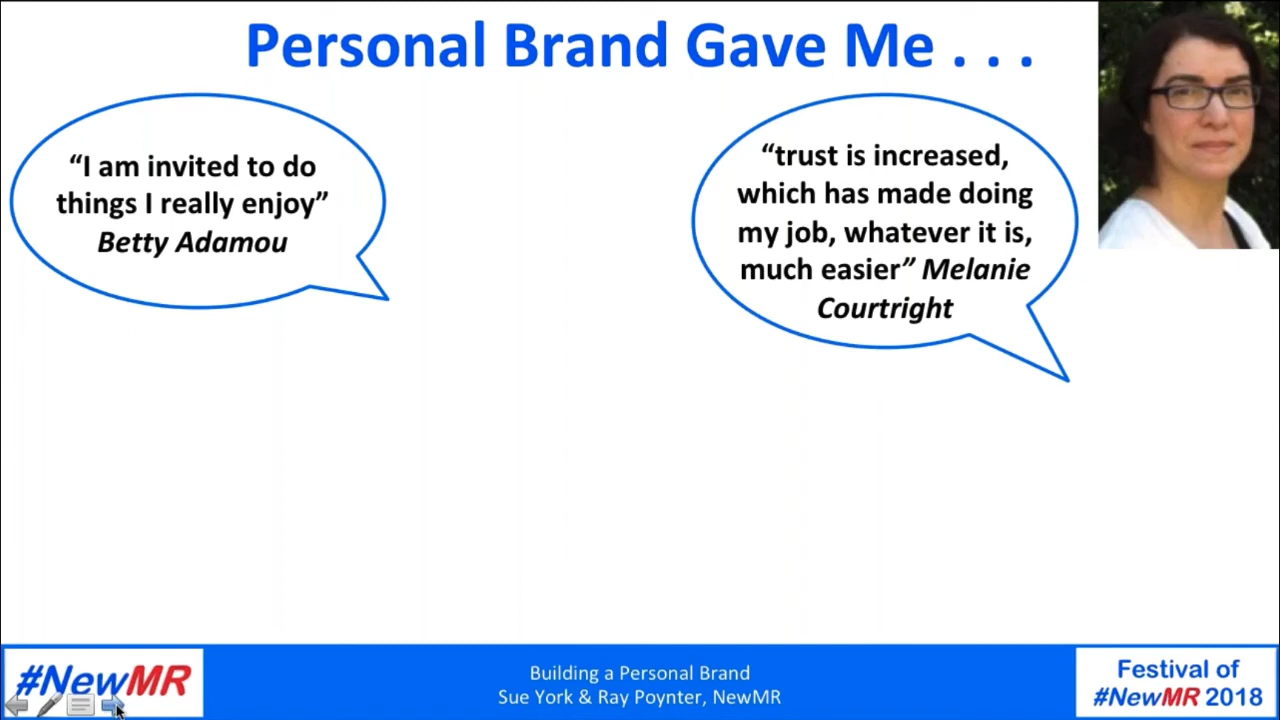 Personal Brand Gave Me . . .
“I am invited to do
things I really enjoy”
Betty Adamou
“trust is increased,
which has made doing
my job, whatever it is,
much easier” Melanie
Courtright
#NewMR
Building a Personal Brand
Sue York & Ray Poynter, NewMR
Festival of
#NewMR 2018